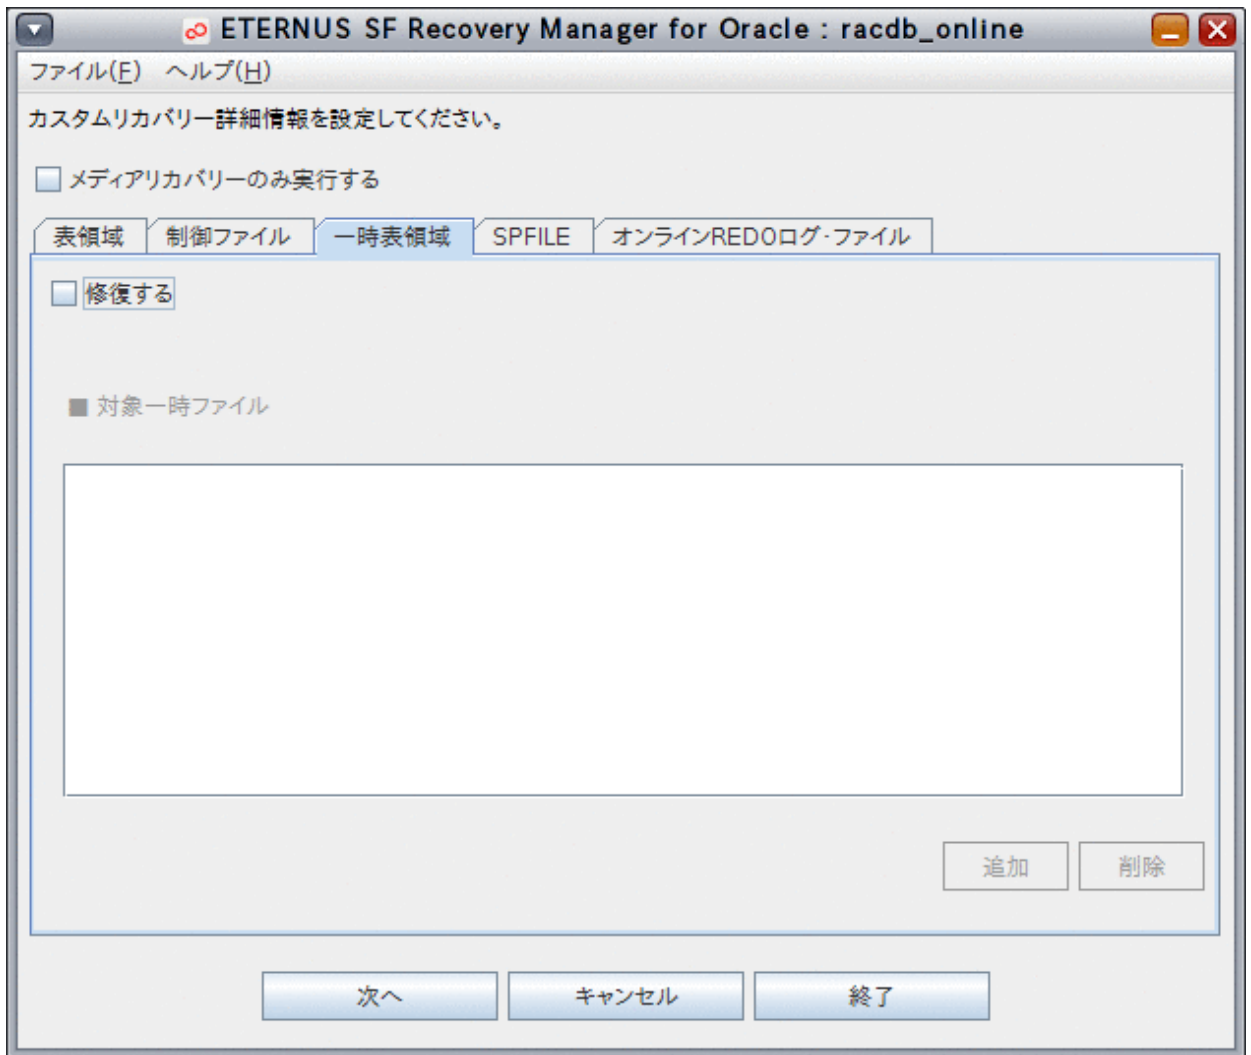 ETERNUS SF Recovery Manager for Oracle : racdb_online
ファイル(F) ヘルプ(H)
カスタムリカバリー詳細情報を設定してください。
メディアリカバリーのみ実行する
表領域 制御ファイル 一時表領域 SPFILE オンラインREDOログ・ファイル
修復する
■ 対象一時ファイル
追加 削除
次へ キャンセル 終了